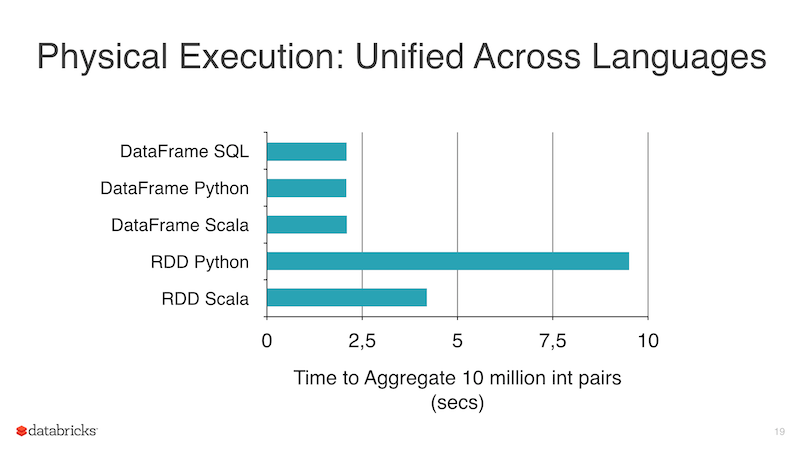 Physical Execution: Unified Across Languages
DataFrame SQL
DataFrame Python
DataFrame Scala
RDD Python
RDD Scala
0 2,5 5 7,5 10
Time to Aggregate 10 million int pairs
(secs)
databricks
19